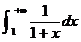 ∫₁^{+∞} 1/(1+x) dx